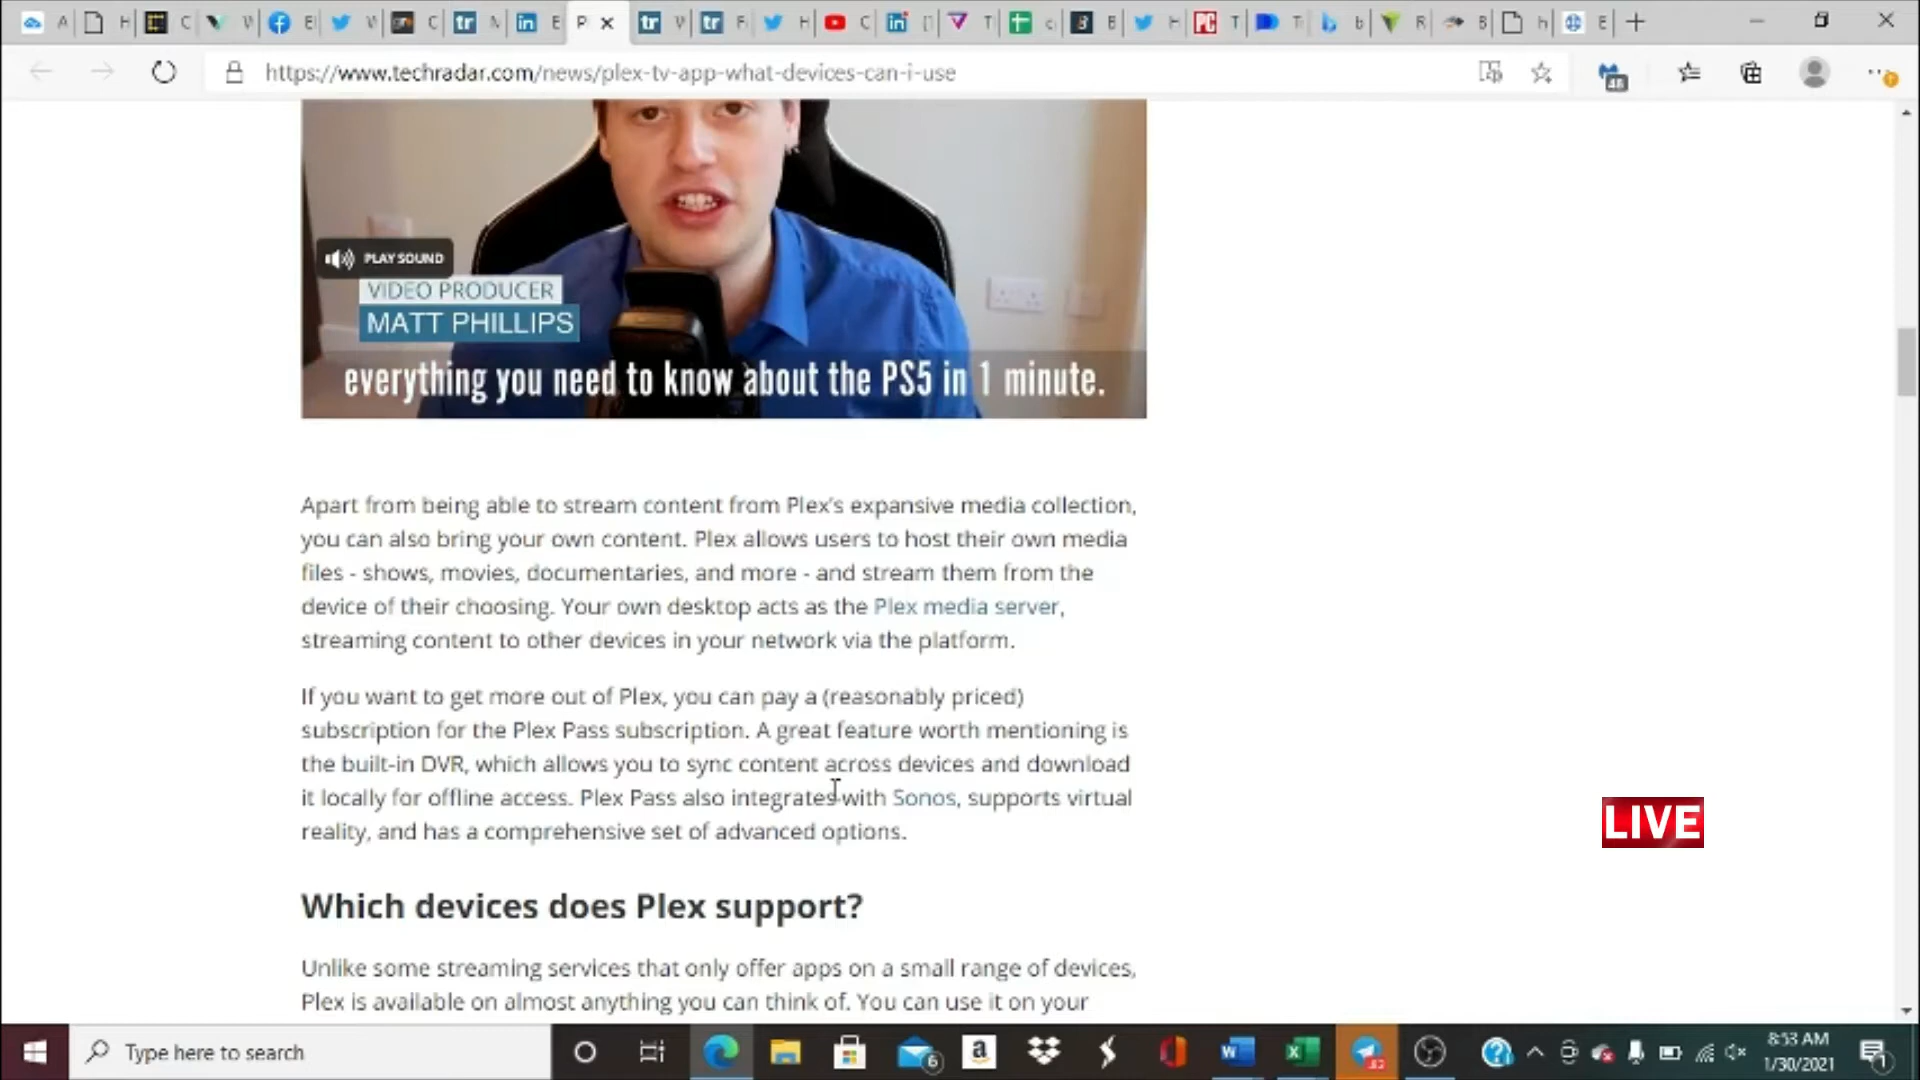 https://www.techradar.com/news/plex-tv-app-what-devices-can-i-use
48
PLAY SOUND
VIDEO PRODUCER
MATT PHILLIPS
everything you need to know about the PS5 in 1 minute.
Apart from being able to stream content from Plex's expansive media collection,
you can also bring your own content. Plex allows users to host their own media
files - shows, movies, documentaries, and more - and stream them from the
device of their choosing. Your own desktop acts as the Plex media server,
streaming content to other devices in your network via the platform.
If you want to get more out of Plex, you can pay a (reasonably priced)
subscription for the Plex Pass subscription. A great feature worth mentioning is
the built-in DVR, which allows you to sync content across devices and download
it locally for offline access. Plex Pass also integrates with Sonos, supports virtual
reality, and has a comprehensive set of advanced options.
LIVE
Which devices does Plex support?
Unlike some streaming services that only offer apps on a small range of devices,
Plex is available on almost anything you can think of. You can use it on your
Type here to search
6
8:53 AM
1/30/2021
1